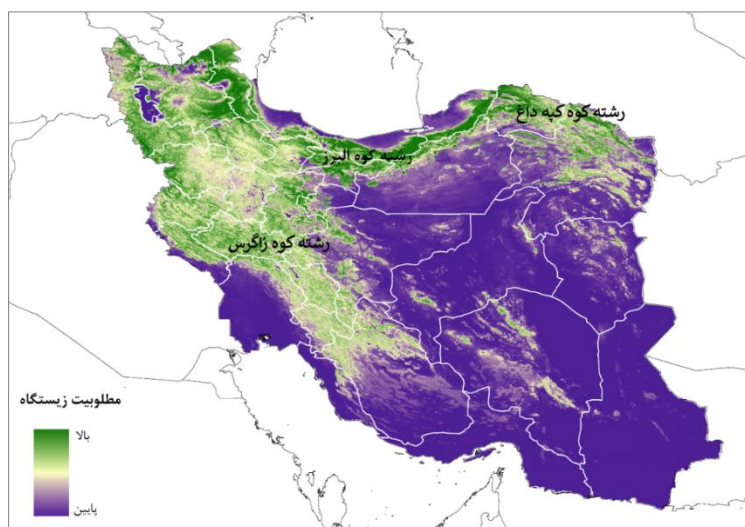 رشته کوه کپه داغ
رشته کوه البرز
رشته کوه زاگرس
مطلوبیت زیستگاه
بالا
پایین